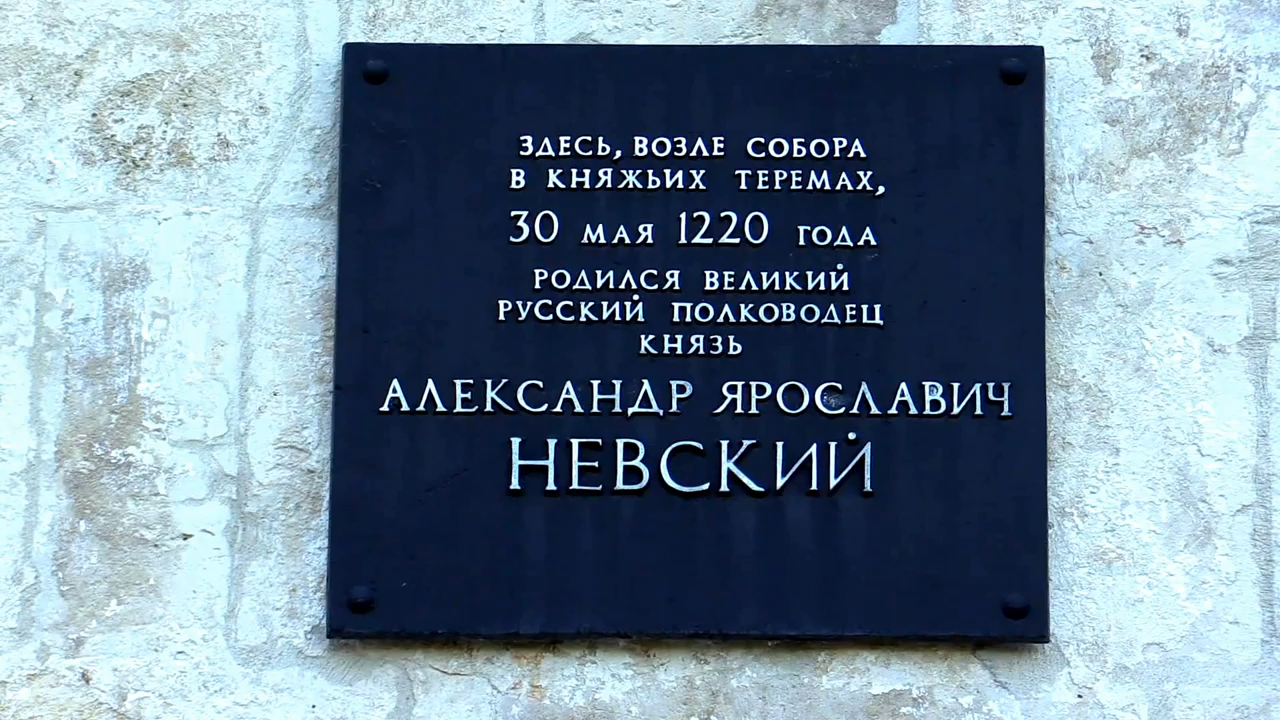 ЗДЕСЬ, ВОЗЛЕ СОБОРА
В КНЯЖЬИХ ТЕРЕМАХ,
30 МАЯ 1220 ГОДА
РОДИЛСЯ ВЕЛИКИЙ
РУССКИЙ ПОЛКОВОДЕЦ
КНЯЗЬ
АЛЕКСАНДР ЯРОСЛАВИЧ
НЕВСКИЙ